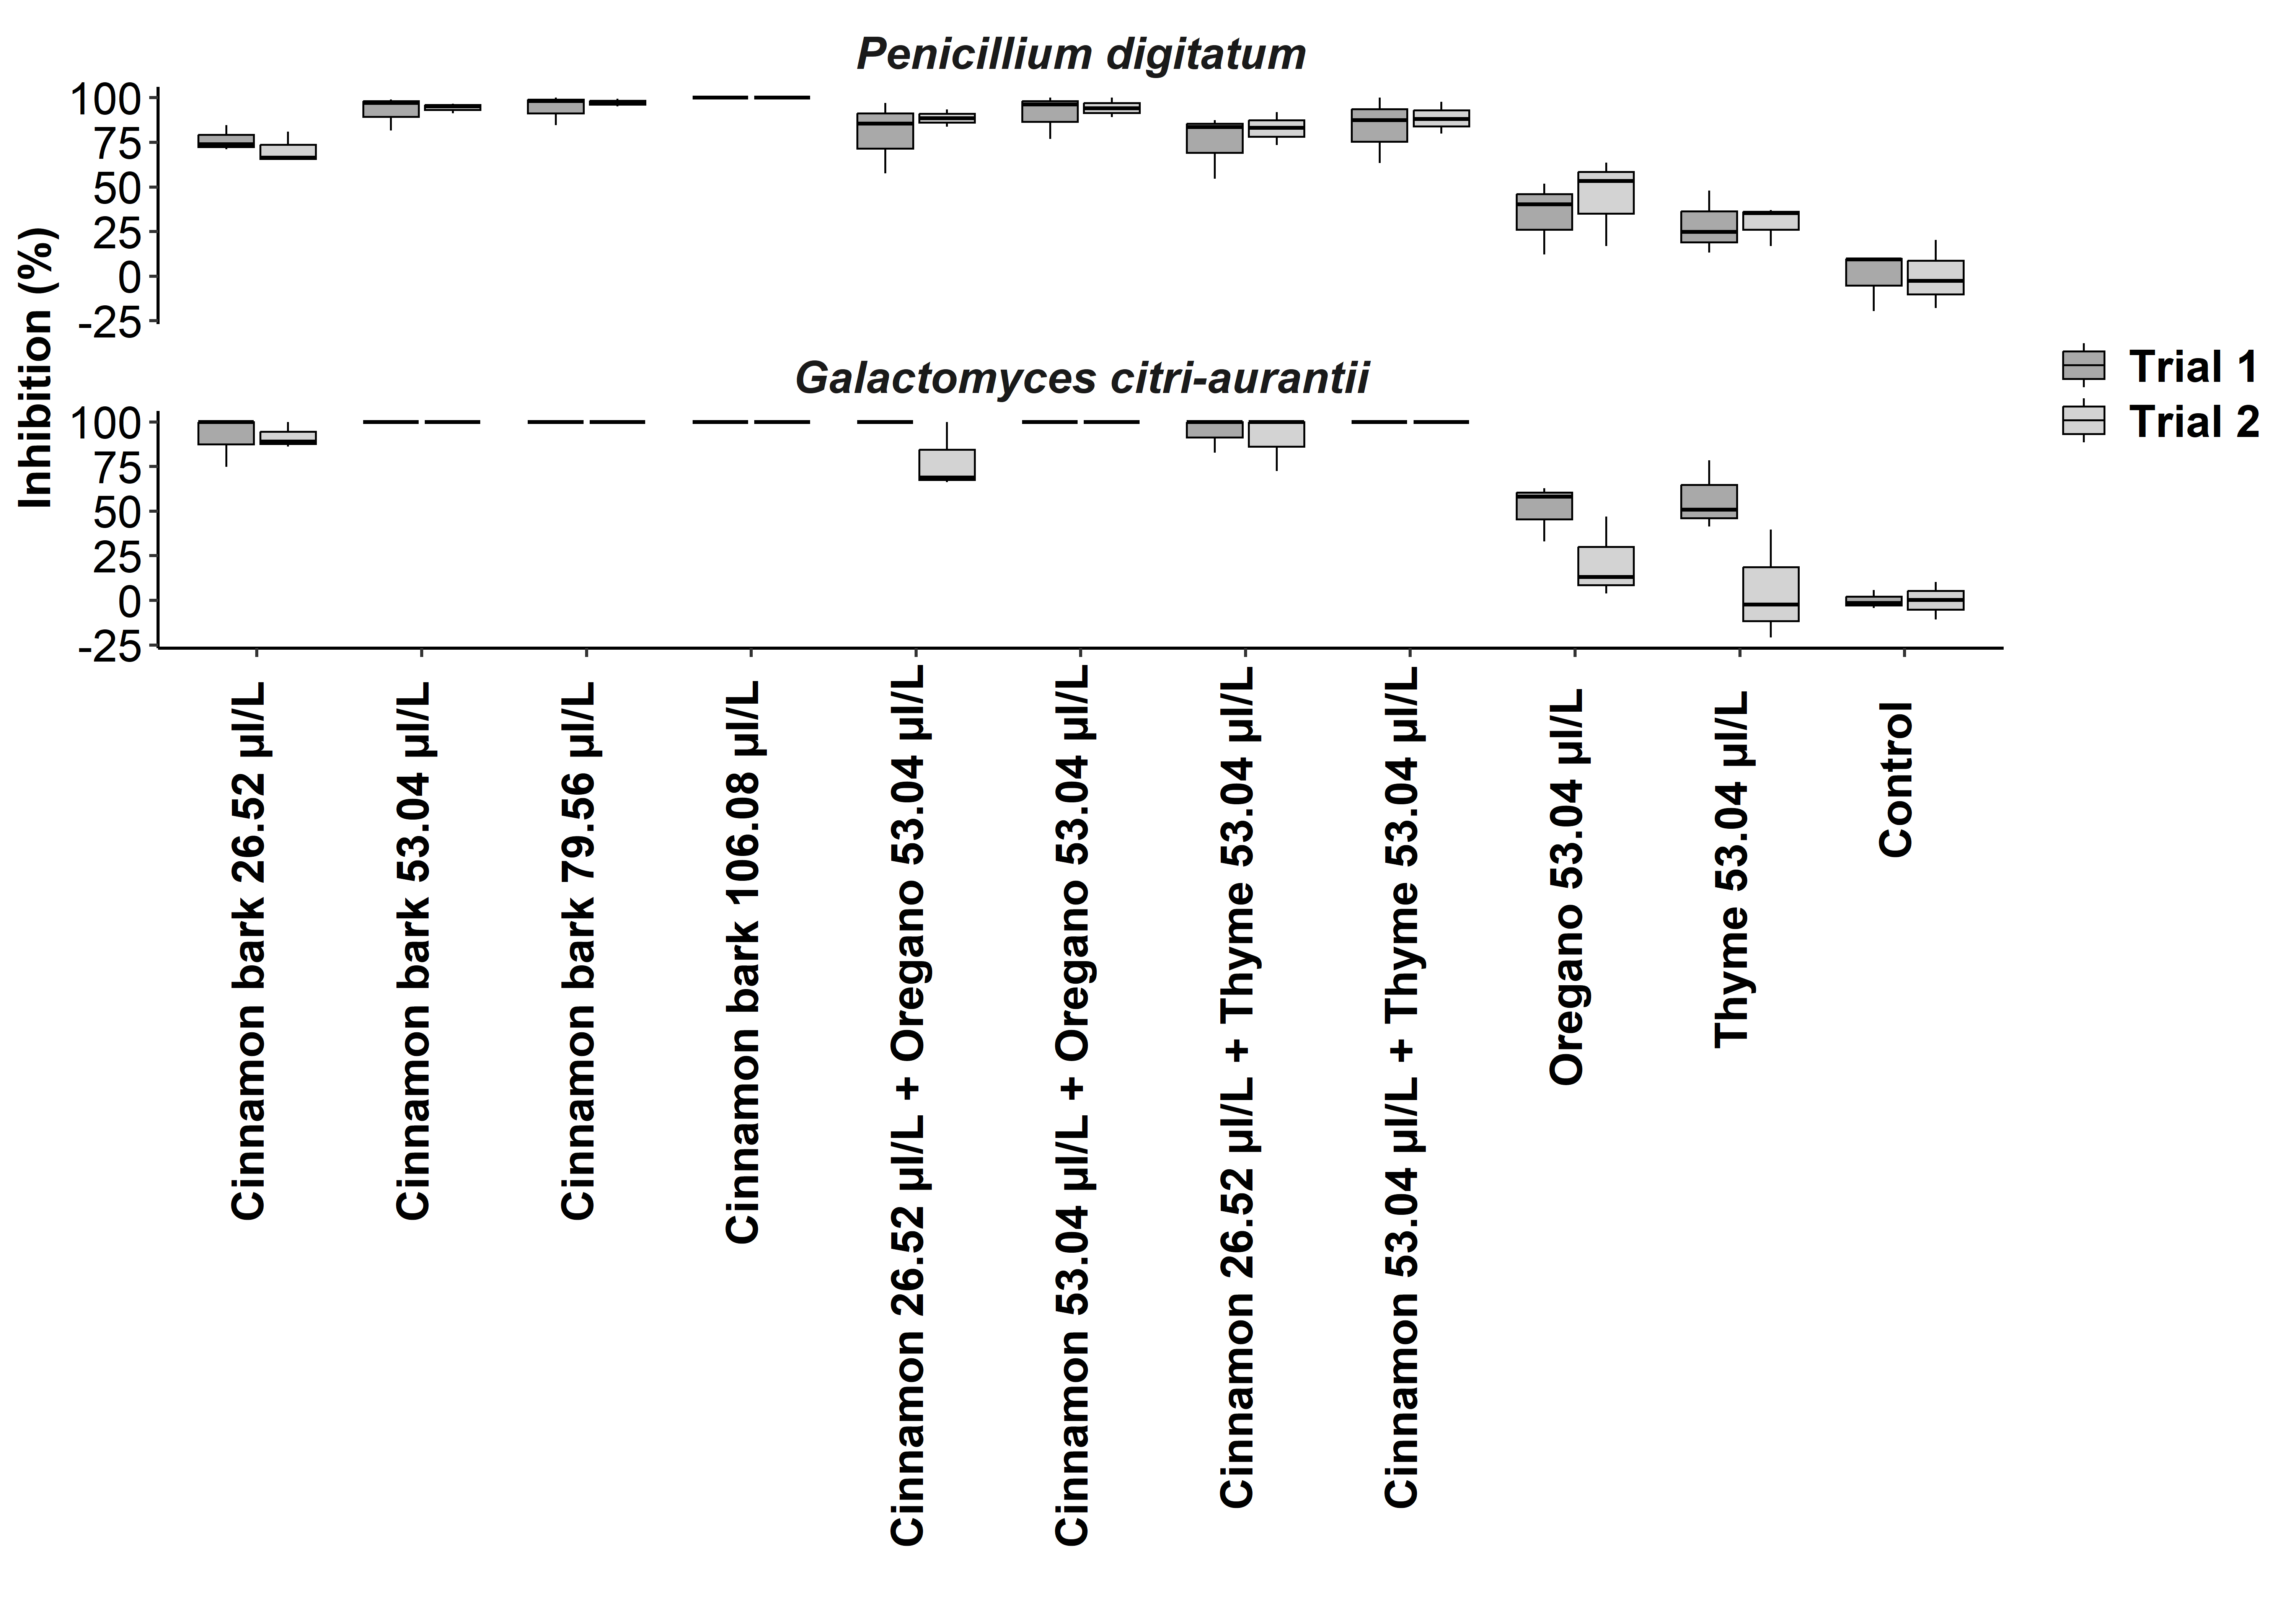 Penicillium digitatum
100
75
50
25
0
-25
Inhibition (%)
Galactomyces citri-aurantii
100
75
50
25
0
-25
Trial 1
Trial 2
Cinnamon bark 26.52 µl/L
Cinnamon bark 53.04 µl/L
Cinnamon bark 79.56 µl/L
Cinnamon bark 106.08 µl/L
Cinnamon 26.52 µl/L + Oregano 53.04 µl/L
Cinnamon 53.04 µl/L + Oregano 53.04 µl/L
Cinnamon 26.52 µl/L + Thyme 53.04 µl/L
Cinnamon 53.04 µl/L + Thyme 53.04 µl/L
Oregano 53.04 µl/L
Thyme 53.04 µl/L
Control